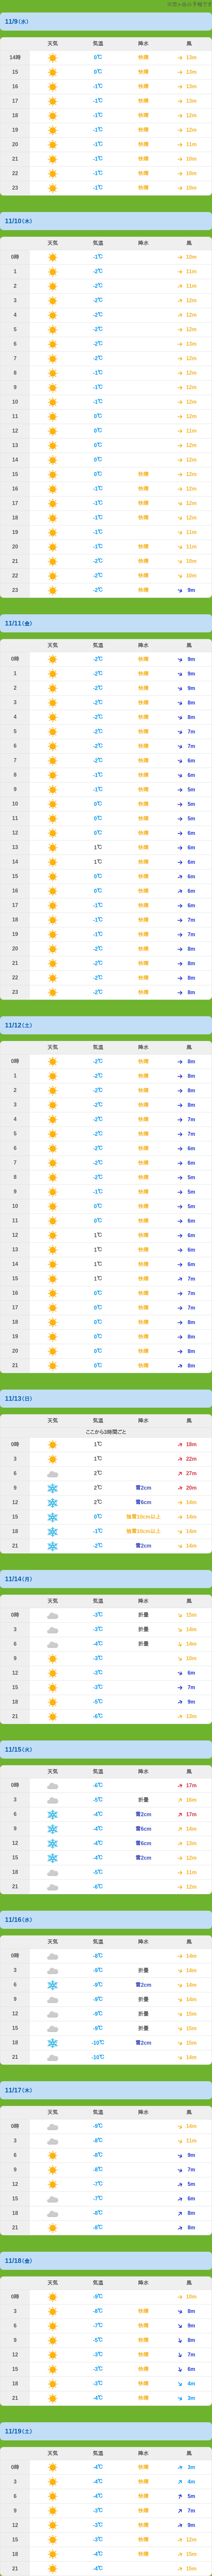 11/9(水)
天気 気温 降水 風
14時 0℃ 快晴 13m
15 0℃ 快晴 13m
16 -1℃ 快晴 13m
17 -1℃ 快晴 13m
18 -1℃ 快晴 12m
19 -1℃ 快晴 12m
20 -1℃ 快晴 11m
21 -1℃ 快晴 10m
22 -1℃ 快晴 10m
23 -1℃ 快晴 10m
11/10(木)
天気 気温 降水 風
0時 -1℃ 10m
1 -2℃ 11m
2 -2℃ 11m
3 -2℃ 12m
4 -2℃ 12m
5 -2℃ 12m
6 -2℃ 13m
7 -2℃ 12m
8 -1℃ 12m
9 -1℃ 12m
10 -1℃ 12m
11 0℃ 12m
12 0℃ 11m
13 0℃ 12m
14 0℃ 12m
15 0℃ 快晴 12m
16 -1℃ 快晴 12m
17 -1℃ 快晴 12m
18 -1℃ 快晴 12m
19 -1℃ 11m
20 -1℃ 快晴 11m
21 -2℃ 快晴 10m
22 -2℃ 快晴 10m
23 -2℃ 快晴 9m
11/11(金)
天気 気温 降水 風
0時 -2℃ 快晴 9m
1 -2℃ 快晴 9m
2 -2℃ 快晴 9m
3 -2℃ 快晴 8m
4 -2℃ 快晴 8m
5 -2℃ 快晴 7m
6 -2℃ 快晴 7m
7 -2℃ 快晴 6m
8 -1℃ 快晴 6m
9 -1℃ 快晴 5m
10 0℃ 快晴 5m
11 0℃ 快晴 5m
12 0℃ 快晴 6m
13 1℃ 快晴 6m
14 1℃ 快晴 6m
15 0℃ 快晴 6m
16 0℃ 快晴 6m
17 -1℃ 快晴 6m
18 -1℃ 快晴 7m
19 -1℃ 快晴 7m
20 -2℃ 快晴 8m
21 -2℃ 快晴 8m
22 -2℃ 快晴 8m
23 -2℃ 快晴 8m
11/12(土)
天気 気温 降水 風
0時 -2℃ 快晴 8m
1 -2℃ 快晴 8m
2 -2℃ 快晴 8m
3 -2℃ 快晴 8m
4 -2℃ 快晴 7m
5 -2℃ 快晴 7m
6 -2℃ 快晴 6m
7 -2℃ 快晴 6m
8 -2℃ 快晴 5m
9 -1℃ 快晴 5m
10 0℃ 快晴 5m
11 0℃ 快晴 6m
12 1℃ 快晴 6m
13 1℃ 快晴 6m
14 1℃ 快晴 6m
15 1℃ 快晴 7m
16 0℃ 快晴 7m
17 0℃ 快晴 7m
18 0℃ 快晴 8m
19 0℃ 快晴 8m
20 0℃ 快晴 8m
21 0℃ 快晴 8m
11/13(日)
天気 気温 降水 風
ここから3時間ごと
0時 1℃ 18m
3 1℃ 22m
6 2℃ 27m
9 2℃ 雪2cm 20m
12 2℃ 雪6cm 14m
15 0℃ 強雪10cm以上 14m
18 -1℃ 強雪10cm以上 14m
21 -2℃ 雪2cm 14m
11/14(月)
天気 気温 降水 風
0時 -3℃ 折曇 15m
3 -3℃ 折曇 14m
6 -4℃ 折曇 14m
9 -3℃ 10m
12 -3℃ 6m
15 -3℃ 7m
18 -5℃ 9m
21 -6℃ 13m
11/15(火)
天気 気温 降水 風
0時 -6℃ 17m
3 -5℃ 折曇 16m
6 -4℃ 雪2cm 17m
9 -4℃ 雪6cm 14m
12 -4℃ 雪6cm 13m
15 -4℃ 雪2cm 12m
18 -5℃ 11m
21 -6℃ 12m
11/16(水)
天気 気温 降水 風
0時 -8℃ 14m
3 -9℃ 折曇 14m
6 -9℃ 雪2cm 14m
9 -9℃ 折曇 14m
12 -9℃ 折曇 15m
15 -9℃ 折曇 15m
18 -10℃ 雪2cm 15m
21 -10℃ 14m
11/17(木)
天気 気温 降水 風
0時 -9℃ 14m
3 -8℃ 11m
6 -8℃ 9m
9 -8℃ 7m
12 -7℃ 5m
15 -7℃ 6m
18 -8℃ 8m
21 -8℃ 8m
11/18(金)
天気 気温 降水 風
0時 -9℃ 10m
3 -8℃ 快晴 8m
6 -7℃ 快晴 9m
9 -5℃ 快晴 8m
12 -3℃ 快晴 7m
15 -3℃ 快晴 6m
18 -3℃ 快晴 4m
21 -4℃ 快晴 3m
11/19(土)
天気 気温 降水 風
0時 -4℃ 快晴 3m
3 -4℃ 快晴 4m
6 -4℃ 快晴 5m
9 -3℃ 快晴 7m
12 -3℃ 快晴 9m
15 -3℃ 快晴 12m
18 -4℃ 快晴 15m
21 -4℃ 15m